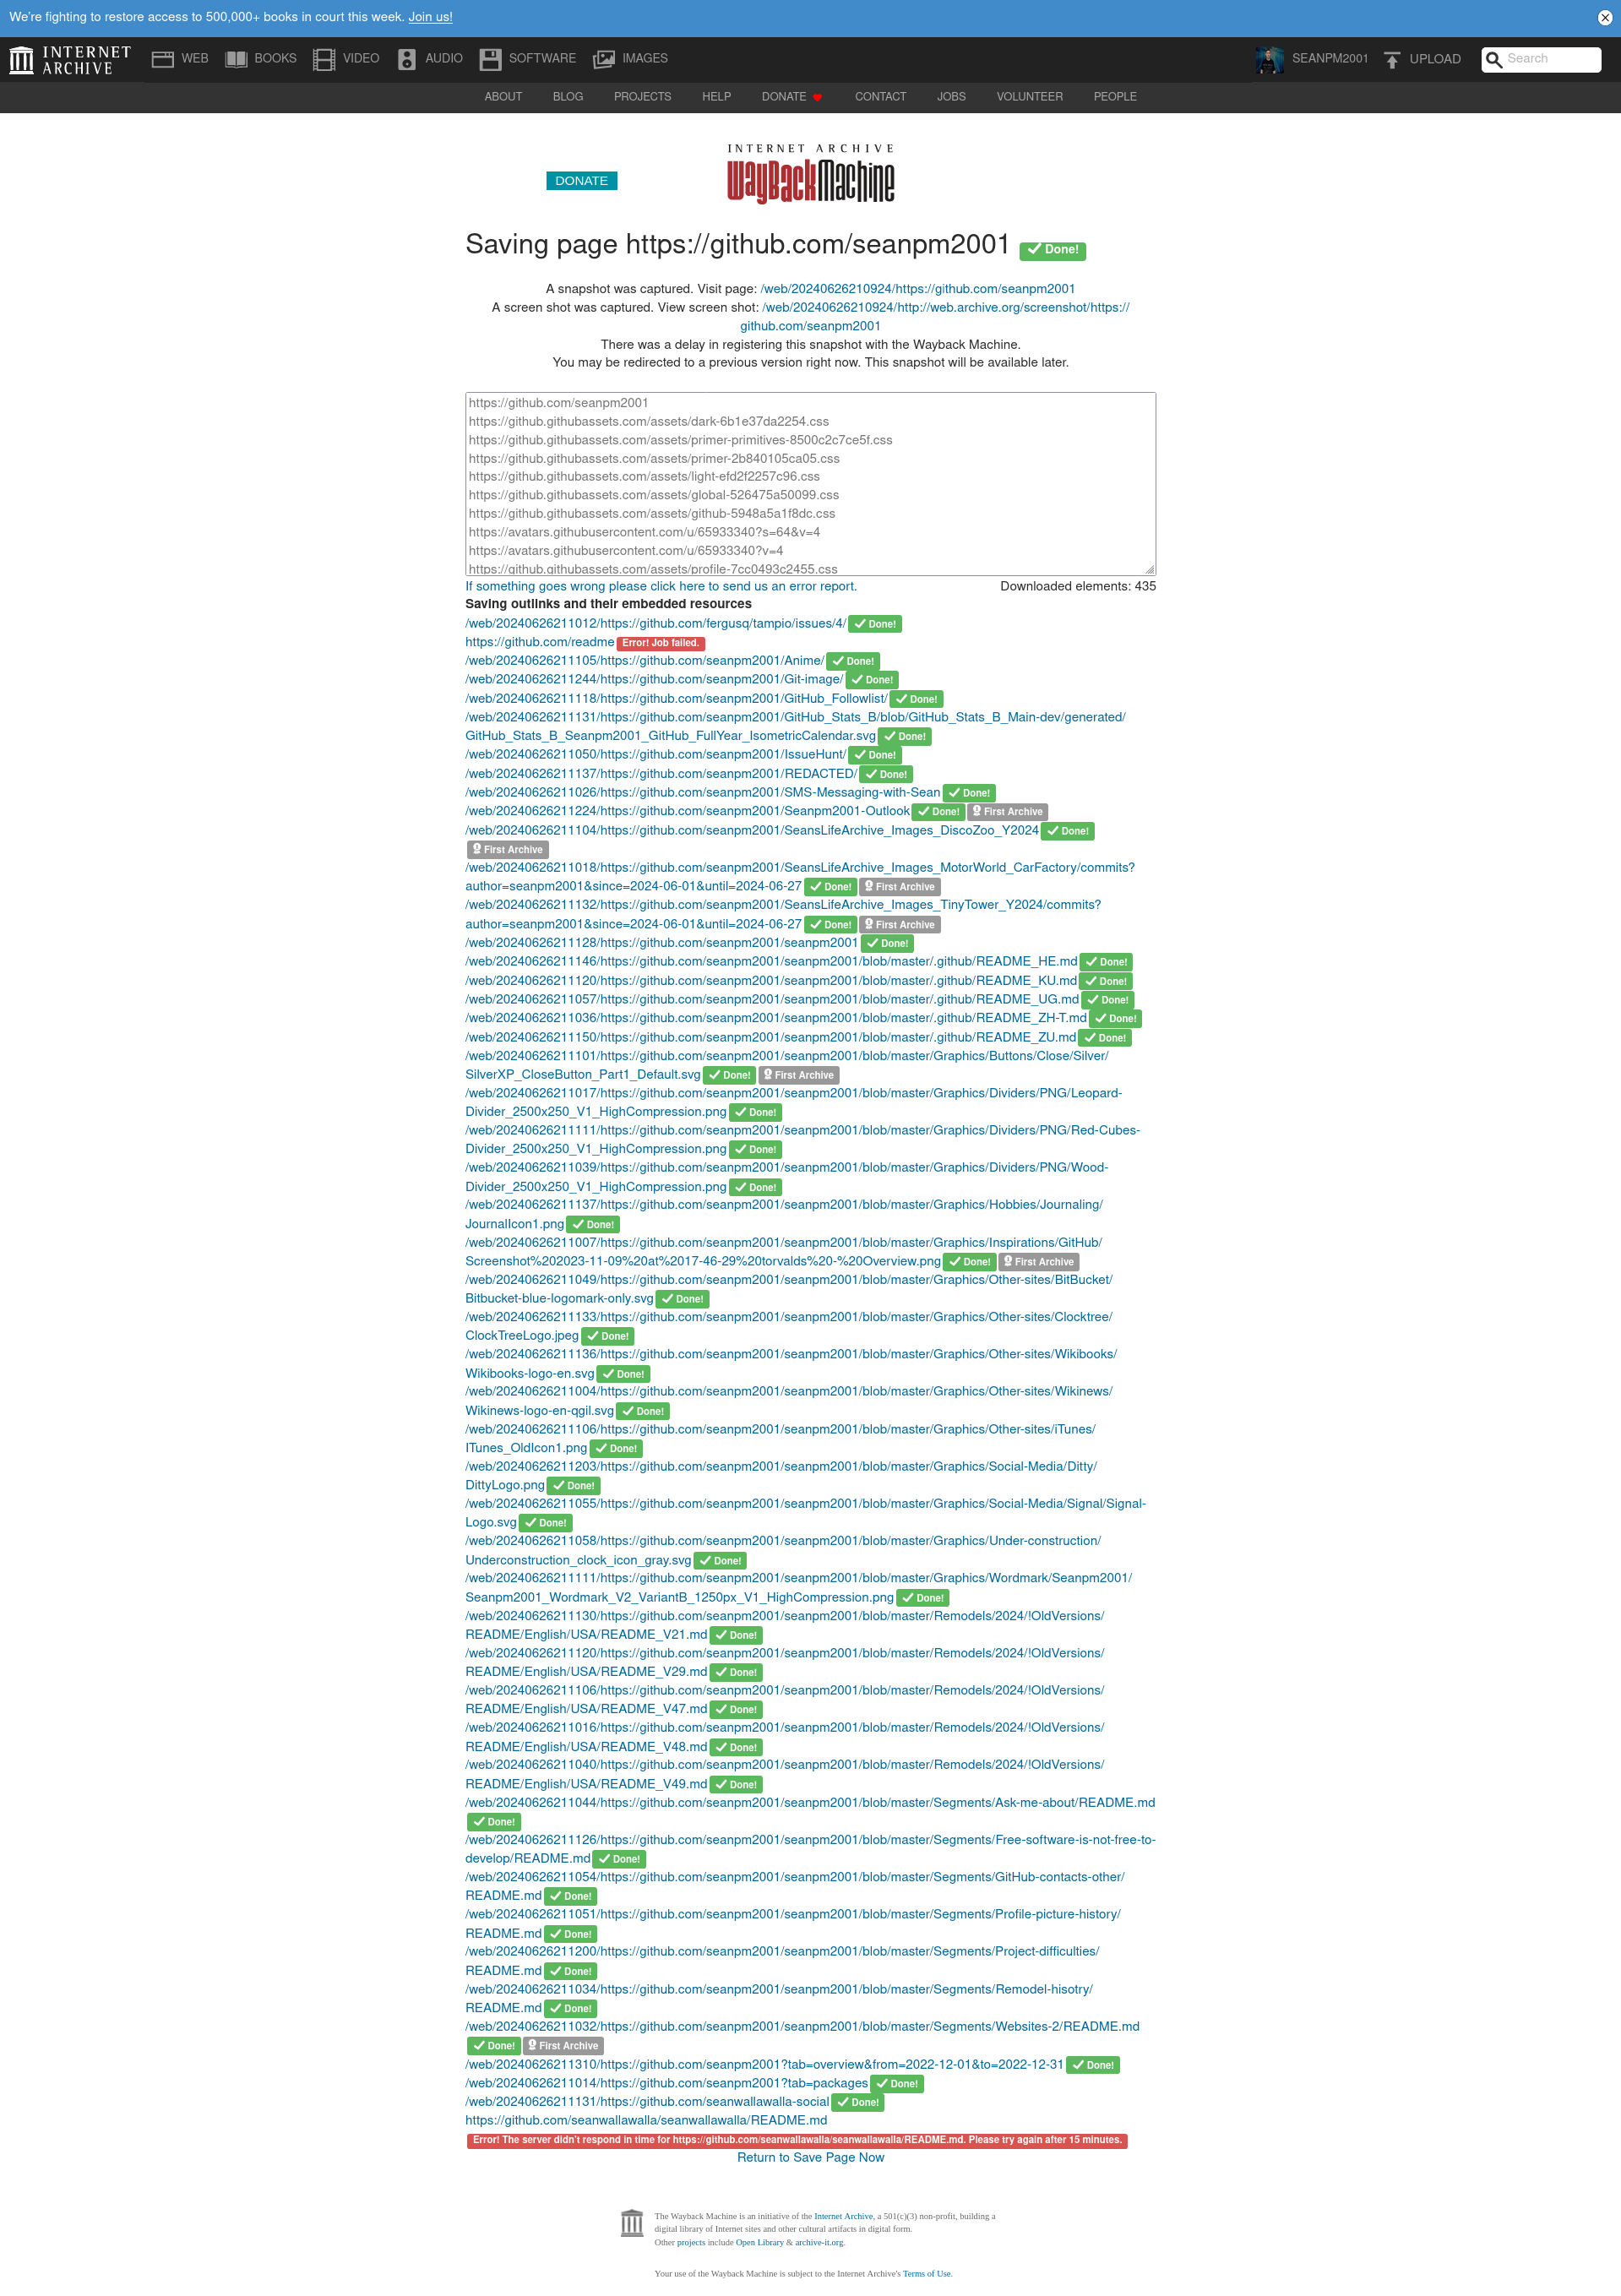 We're fighting to restore access to 500,000+ books in court this week. Join us!
INTERNET ARCHIVE
WEB BOOKS VIDEO AUDIO SOFTWARE IMAGES SEANPM2001 UPLOAD Search
ABOUT BLOG PROJECTS HELP DONATE CONTACT JOBS VOLUNTEER PEOPLE
INTERNET ARCHIVE
DONATE WayBackMachine
Saving page https://github.com/seanpm2001 Done!
A snapshot was captured. Visit page: /web/20240626210924/https://github.com/seanpm2001
A screen shot was captured. View screen shot: /web/20240626210924/http://web.archive.org/screenshot/https://
github.com/seanpm2001
There was a delay in registering this snapshot with the Wayback Machine.
You may be redirected to a previous version right now. This snapshot will be available later.
https://github.com/seanpm2001
https://github.githubassets.com/assets/dark-6b1e37da2254.css
https://github.githubassets.com/assets/primer-primitives-8500c2c7ce5f.css
https://github.githubassets.com/assets/primer-2b840105ca05.css
https://github.githubassets.com/assets/light-efd2f2257c96.css
https://github.githubassets.com/assets/global-526475a50099.css
https://github.githubassets.com/assets/github-5948a5a1f8dc.css
https://avatars.githubusercontent.com/u/65933340?s=64&v=4
https://avatars.githubusercontent.com/u/65933340?v=4
https://github.githubassets.com/assets/profile-7cc0493c2455.css
If something goes wrong please click here to send us an error report. Downloaded elements: 435
Saving outlinks and their embedded resources
/web/20240626211012/https://github.com/fergusq/tampio/issues/4/ Done!
https://github.com/readme Error! Job failed.
/web/20240626211105/https://github.com/seanpm2001/Anime/ Done!
/web/20240626211244/https://github.com/seanpm2001/Git-image/ Done!
/web/20240626211118/https://github.com/seanpm2001/GitHub_Followlist/ Done!
/web/20240626211131/https://github.com/seanpm2001/GitHub_Stats_B/blob/GitHub_Stats_B_Main-dev/generated/
GitHub_Stats_B_Seanpm2001_GitHub_FullYear_IsometricCalendar.svg Done!
/web/20240626211050/https://github.com/seanpm2001/IssueHunt/ Done!
/web/20240626211137/https://github.com/seanpm2001/REDACTED/ Done!
/web/20240626211026/https://github.com/seanpm2001/SMS-Messaging-with-Sean Done!
/web/20240626211224/https://github.com/seanpm2001/Seanpm2001-Outlook Done! First Archive
/web/20240626211104/https://github.com/seanpm2001/SeansLifeArchive_Images_DiscoZoo_Y2024 Done!
First Archive
/web/20240626211018/https://github.com/seanpm2001/SeansLifeArchive_Images_MotorWorld_CarFactory/commits?
author=seanpm2001&since=2024-06-01&until=2024-06-27 Done! First Archive
/web/20240626211132/https://github.com/seanpm2001/SeansLifeArchive_Images_TinyTower_Y2024/commits?
author=seanpm2001&since=2024-06-01&until=2024-06-27 Done! First Archive
/web/20240626211128/https://github.com/seanpm2001/seanpm2001 Done!
/web/20240626211146/https://github.com/seanpm2001/seanpm2001/blob/master/.github/README_HE.md Done!
/web/20240626211120/https://github.com/seanpm2001/seanpm2001/blob/master/.github/README_KU.md Done!
/web/20240626211057/https://github.com/seanpm2001/seanpm2001/blob/master/.github/README_UG.md Done!
/web/20240626211036/https://github.com/seanpm2001/seanpm2001/blob/master/.github/README_ZH-T.md Done!
/web/20240626211150/https://github.com/seanpm2001/seanpm2001/blob/master/.github/README_ZU.md Done!
/web/20240626211101/https://github.com/seanpm2001/seanpm2001/blob/master/Graphics/Buttons/Close/Silver/
SilverXP_CloseButton_Part1_Default.svg Done! First Archive
/web/20240626211017/https://github.com/seanpm2001/seanpm2001/blob/master/Graphics/Dividers/PNG/Leopard-
Divider_2500x250_V1_HighCompression.png Done!
/web/20240626211111/https://github.com/seanpm2001/seanpm2001/blob/master/Graphics/Dividers/PNG/Red-Cubes-
Divider_2500x250_V1_HighCompression.png Done!
/web/20240626211039/https://github.com/seanpm2001/seanpm2001/blob/master/Graphics/Dividers/PNG/Wood-
Divider_2500x250_V1_HighCompression.png Done!
/web/20240626211137/https://github.com/seanpm2001/seanpm2001/blob/master/Graphics/Hobbies/Journaling/
JournalIcon1.png Done!
/web/20240626211007/https://github.com/seanpm2001/seanpm2001/blob/master/Graphics/Inspirations/GitHub/
Screenshot%202023-11-09%20at%2017-46-29%20torvalds%20-%20Overview.png Done! First Archive
/web/20240626211049/https://github.com/seanpm2001/seanpm2001/blob/master/Graphics/Other-sites/BitBucket/
Bitbucket-blue-logomark-only.svg Done!
/web/20240626211133/https://github.com/seanpm2001/seanpm2001/blob/master/Graphics/Other-sites/Clocktree/
ClockTreeLogo.jpeg Done!
/web/20240626211136/https://github.com/seanpm2001/seanpm2001/blob/master/Graphics/Other-sites/Wikibooks/
Wikibooks-logo-en.svg Done!
/web/20240626211004/https://github.com/seanpm2001/seanpm2001/blob/master/Graphics/Other-sites/Wikinews/
Wikinews-logo-en-qgil.svg Done!
/web/20240626211106/https://github.com/seanpm2001/seanpm2001/blob/master/Graphics/Other-sites/iTunes/
ITunes_OldIcon1.png Done!
/web/20240626211203/https://github.com/seanpm2001/seanpm2001/blob/master/Graphics/Social-Media/Ditty/
DittyLogo.png Done!
/web/20240626211055/https://github.com/seanpm2001/seanpm2001/blob/master/Graphics/Social-Media/Signal/Signal-
Logo.svg Done!
/web/20240626211058/https://github.com/seanpm2001/seanpm2001/blob/master/Graphics/Under-construction/
Underconstruction_clock_icon_gray.svg Done!
/web/20240626211111/https://github.com/seanpm2001/seanpm2001/blob/master/Graphics/Wordmark/Seanpm2001/
Seanpm2001_Wordmark_V2_VariantB_1250px_V1_HighCompression.png Done!
/web/20240626211130/https://github.com/seanpm2001/seanpm2001/blob/master/Remodels/2024/!OldVersions/
README/English/USA/README_V21.md Done!
/web/20240626211120/https://github.com/seanpm2001/seanpm2001/blob/master/Remodels/2024/!OldVersions/
README/English/USA/README_V29.md Done!
/web/20240626211106/https://github.com/seanpm2001/seanpm2001/blob/master/Remodels/2024/!OldVersions/
README/English/USA/README_V47.md Done!
/web/20240626211016/https://github.com/seanpm2001/seanpm2001/blob/master/Remodels/2024/!OldVersions/
README/English/USA/README_V48.md Done!
/web/20240626211040/https://github.com/seanpm2001/seanpm2001/blob/master/Remodels/2024/!OldVersions/
README/English/USA/README_V49.md Done!
/web/20240626211044/https://github.com/seanpm2001/seanpm2001/blob/master/Segments/Ask-me-about/README.md
Done!
/web/20240626211126/https://github.com/seanpm2001/seanpm2001/blob/master/Segments/Free-software-is-not-free-to-
develop/README.md Done!
/web/20240626211054/https://github.com/seanpm2001/seanpm2001/blob/master/Segments/GitHub-contacts-other/
README.md Done!
/web/20240626211051/https://github.com/seanpm2001/seanpm2001/blob/master/Segments/Profile-picture-history/
README.md Done!
/web/20240626211200/https://github.com/seanpm2001/seanpm2001/blob/master/Segments/Project-difficulties/
README.md Done!
/web/20240626211034/https://github.com/seanpm2001/seanpm2001/blob/master/Segments/Remodel-hisotry/
README.md Done!
/web/20240626211032/https://github.com/seanpm2001/seanpm2001/blob/master/Segments/Websites-2/README.md
Done! First Archive
/web/20240626211310/https://github.com/seanpm2001?tab=overview&from=2022-12-01&to=2022-12-31 Done!
/web/20240626211014/https://github.com/seanpm2001?tab=packages Done!
/web/20240626211131/https://github.com/seanwallawalla-social Done!
https://github.com/seanwallawalla/seanwallawalla/README.md
Error! The server didn't respond in time for https://github.com/seanwallawalla/seanwallawalla/README.md. Please try again after 15 minutes.
Return to Save Page Now
The Wayback Machine is an initiative of the Internet Archive, a 501(c)(3) non-profit, building a
digital library of Internet sites and other cultural artifacts in digital form.
Other projects include Open Library & archive-it.org.
Your use of the Wayback Machine is subject to the Internet Archive's Terms of Use.